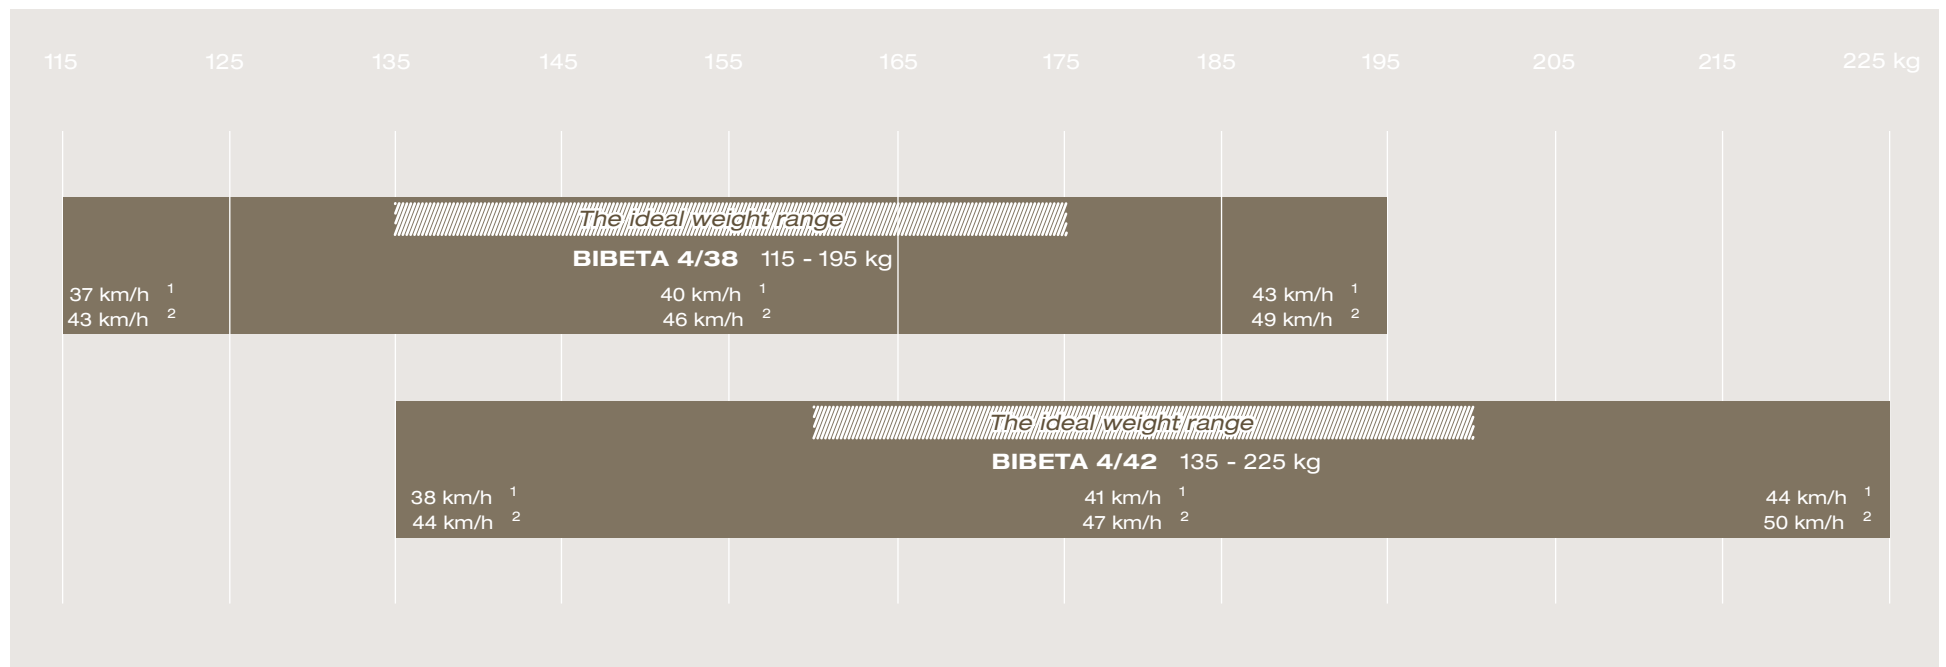 115 125 135 145 155 165 175 185 195 205 215 225 kg
The ideal weight range
BIBETA 4/38 115 - 195 kg
37 km/h 1 40 km/h 1 43 km/h 1
43 km/h 2 46 km/h 2 49 km/h 2
The ideal weight range
BIBETA 4/42 135 - 225 kg
38 km/h 1 41 km/h 1 44 km/h 1
44 km/h 2 47 km/h 2 50 km/h 2